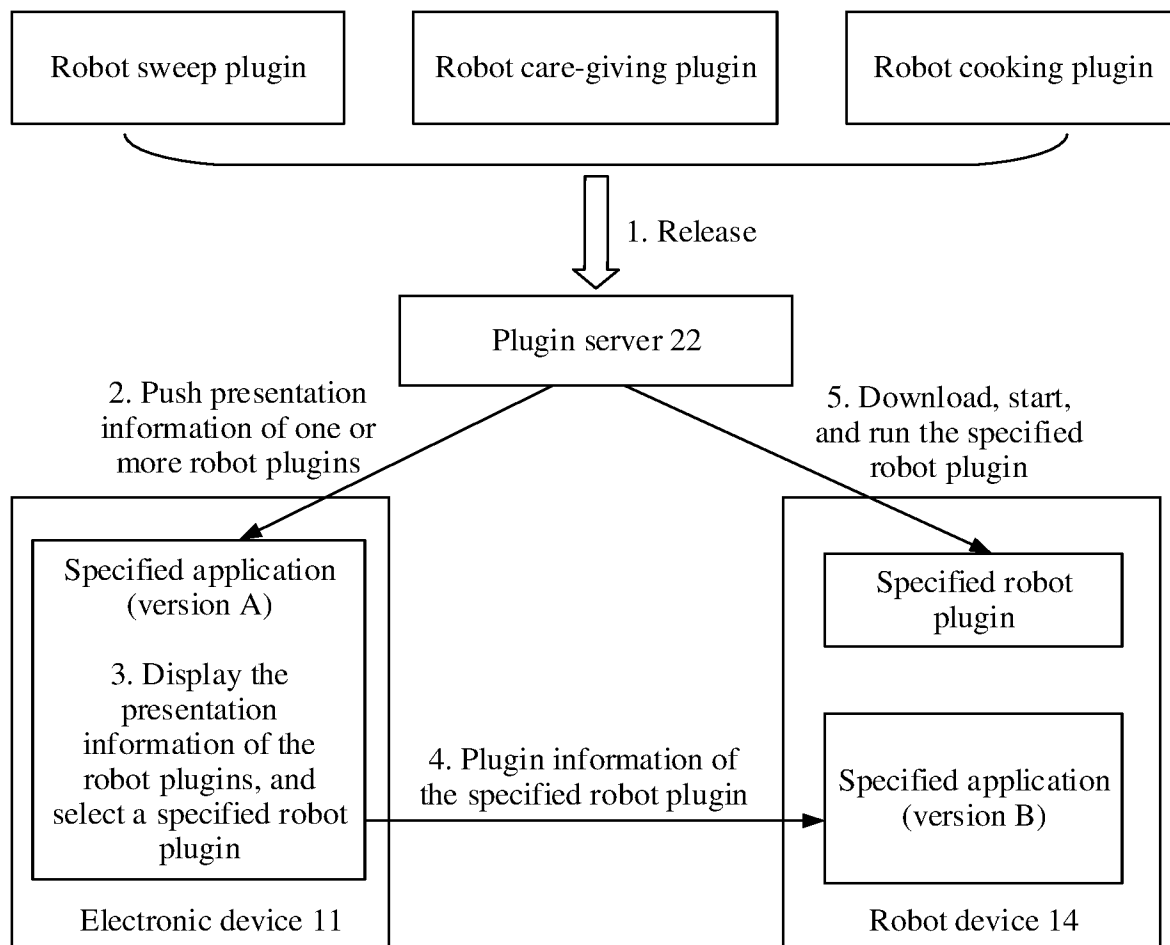 Robot sweep plugin
Robot care-giving plugin
Robot cooking plugin
1. Release
Plugin server 22
2. Push presentation
information of one or
more robot plugins
5. Download, start,
and run the specified
robot plugin
Specified application
(version A)
3. Display the
presentation
information of the
robot plugins, and
select a specified robot
plugin
Electronic device 11
4. Plugin information of
the specified robot plugin
Specified robot
plugin
Specified application
(version B)
Robot device 14